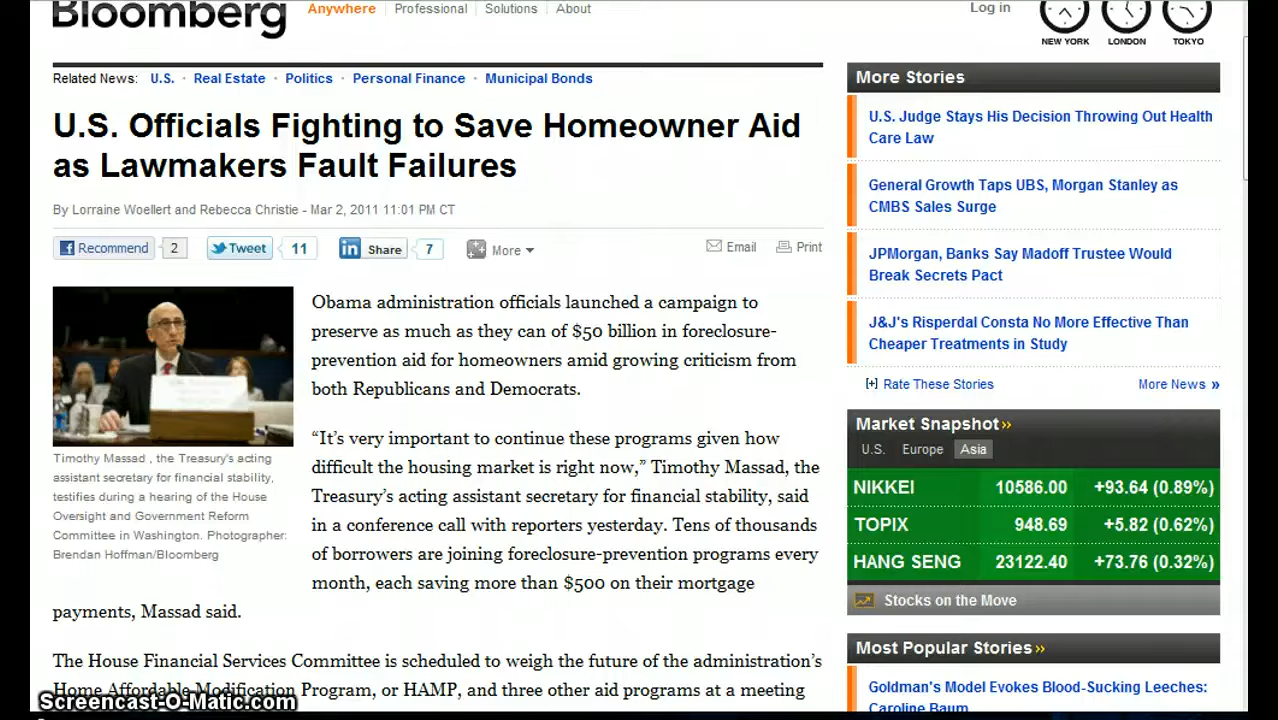 Bloomberg
Anywhere Professional Solutions About
Log in
NEW YORK LONDON TOKYO
Related News: U.S. · Real Estate · Politics · Personal Finance · Municipal Bonds
U.S. Officials Fighting to Save Homeowner Aid
as Lawmakers Fault Failures
By Lorraine Woellert and Rebecca Christie - Mar 2, 2011 11:01 PM CT
Recommend 2 Tweet 11 Share 7 More Email Print
Timothy Massad , the Treasury's acting
assistant secretary for financial stability,
testifies during a hearing of the House
Oversight and Government Reform
Committee in Washington. Photographer:
Brendan Hoffman/Bloomberg
Obama administration officials launched a campaign to
preserve as much as they can of $50 billion in foreclosure-
prevention aid for homeowners amid growing criticism from
both Republicans and Democrats.
“It’s very important to continue these programs given how
difficult the housing market is right now,” Timothy Massad, the
Treasury’s acting assistant secretary for financial stability, said
in a conference call with reporters yesterday. Tens of thousands
of borrowers are joining foreclosure-prevention programs every
month, each saving more than $500 on their mortgage
payments, Massad said.
The House Financial Services Committee is scheduled to weigh the future of the administration’s
Home Affordable Modification Program, or HAMP, and three other aid programs at a meeting
More Stories
U.S. Judge Stays His Decision Throwing Out Health
Care Law
General Growth Taps UBS, Morgan Stanley as
CMBS Sales Surge
JPMorgan, Banks Say Madoff Trustee Would
Break Secrets Pact
J&J's Risperdal Consta No More Effective Than
Cheaper Treatments in Study
[+] Rate These Stories More News »
Market Snapshot »
U.S. Europe Asia
NIKKEI 10586.00 +93.64 (0.89%)
TOPIX 948.69 +5.82 (0.62%)
HANG SENG 23122.40 +73.76 (0.32%)
Stocks on the Move
Most Popular Stories »
Goldman's Model Evokes Blood-Sucking Leeches:
Caroline Baum
Screencast-O-Matic.com